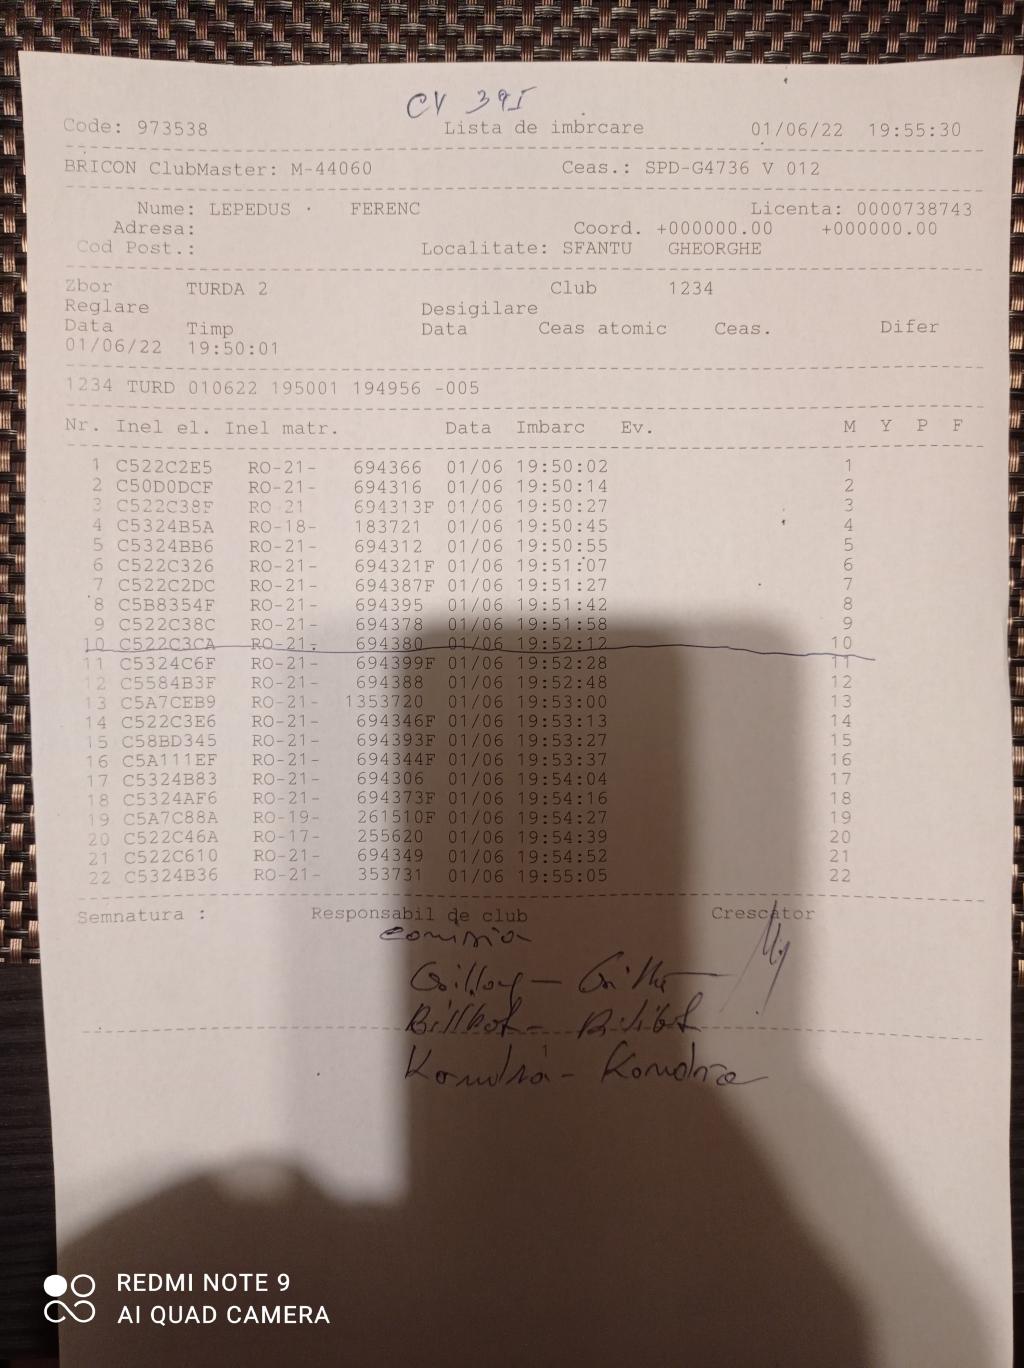 CV 39I
Code: 973538 Lista de imbrcare 01/06/22 19:55:30
BRICON ClubMaster: M-44060 Ceas.: SPD-G4736 V 012
Nume: LEPEDUS FERENC Licenta: 0000738743
Adresa: Coord. +000000.00 +000000.00
Cod Post.: Localitate: SFANTU GHEORGHE
Zbor TURDA 2 Club 1234
Reglare Desigilare
Data Timp Data Ceas atomic Ceas. Difer
01/06/22 19:50:01
1234 TURD 010622 195001 194956 -005
Nr. Inel el. Inel matr. Data Imbarc Ev. M Y P F
1 C522C2E5 RO-21- 694366 01/06 19:50:02 1
2 C50D0DCF RO-21- 694316 01/06 19:50:14 2
3 C522C38F RO 21 694313F 01/06 19:50:27 3
4 C5324B5A RO-18- 183721 01/06 19:50:45 4
5 C5324BB6 RO-21- 694312 01/06 19:50:55 5
6 C522C326 RO-21- 694321F 01/06 19:51:07 6
7 C522C2DC RO-21- 694387F 01/06 19:51:27 7
8 C5B8354F RO-21- 694395 01/06 19:51:42 8
9 C522C38C RO-21- 694378 01/06 19:51:58 9
10 C522C3CA RO-21- 694380 01/06 19:52:12 10
11 C5324C6F RO-21- 694399F 01/06 19:52:28 11
12 C5584B3F RO-21- 694388 01/06 19:52:48 12
13 C5A7CEB9 RO-21- 1353720 01/06 19:53:00 13
14 C522C3E6 RO-21- 694346F 01/06 19:53:13 14
15 C58BD345 RO-21- 694393F 01/06 19:53:27 15
16 C5A111EF RO-21- 694344F 01/06 19:53:37 16
17 C5324B83 RO-21- 694306 01/06 19:54:04 17
18 C5324AF6 RO-21- 694373F 01/06 19:54:16 18
19 C5A7C88A RO-19- 261510F 01/06 19:54:27 19
20 C522C46A RO-17- 255620 01/06 19:54:39 20
21 C522C610 RO-21- 694349 01/06 19:54:52 21
22 C5324B36 RO-21- 353731 01/06 19:55:05 22
Semnatura : Responsabil de club Crescator
comisia
REDMI NOTE 9
AI QUAD CAMERA